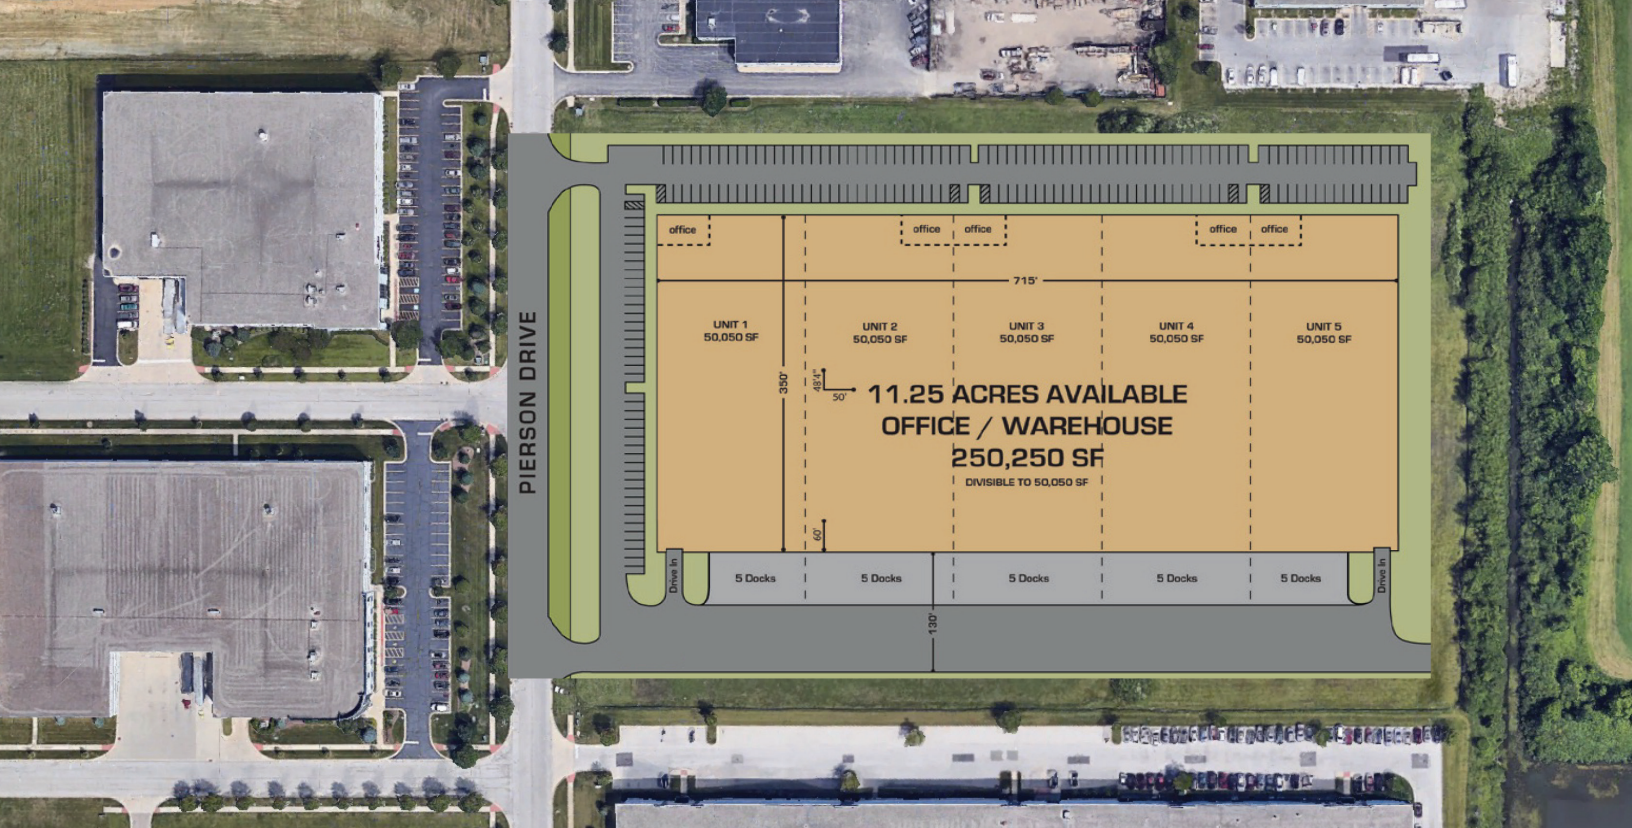 office
office
office
office
office
715'
UNIT 1
50,050 SF
UNIT 2
50,050 SF
UNIT 3
50,050 SF
UNIT 4
50,050 SF
UNIT 5
50,050 SF
PIERSON DRIVE
350'
48'4"
50'
11.25 ACRES AVAILABLE
OFFICE / WAREHOUSE
250,250 SF
DIVISIBLE TO 50,050 SF
60'
Drive In
5 Docks
5 Docks
5 Docks
5 Docks
5 Docks
Drive In
130'